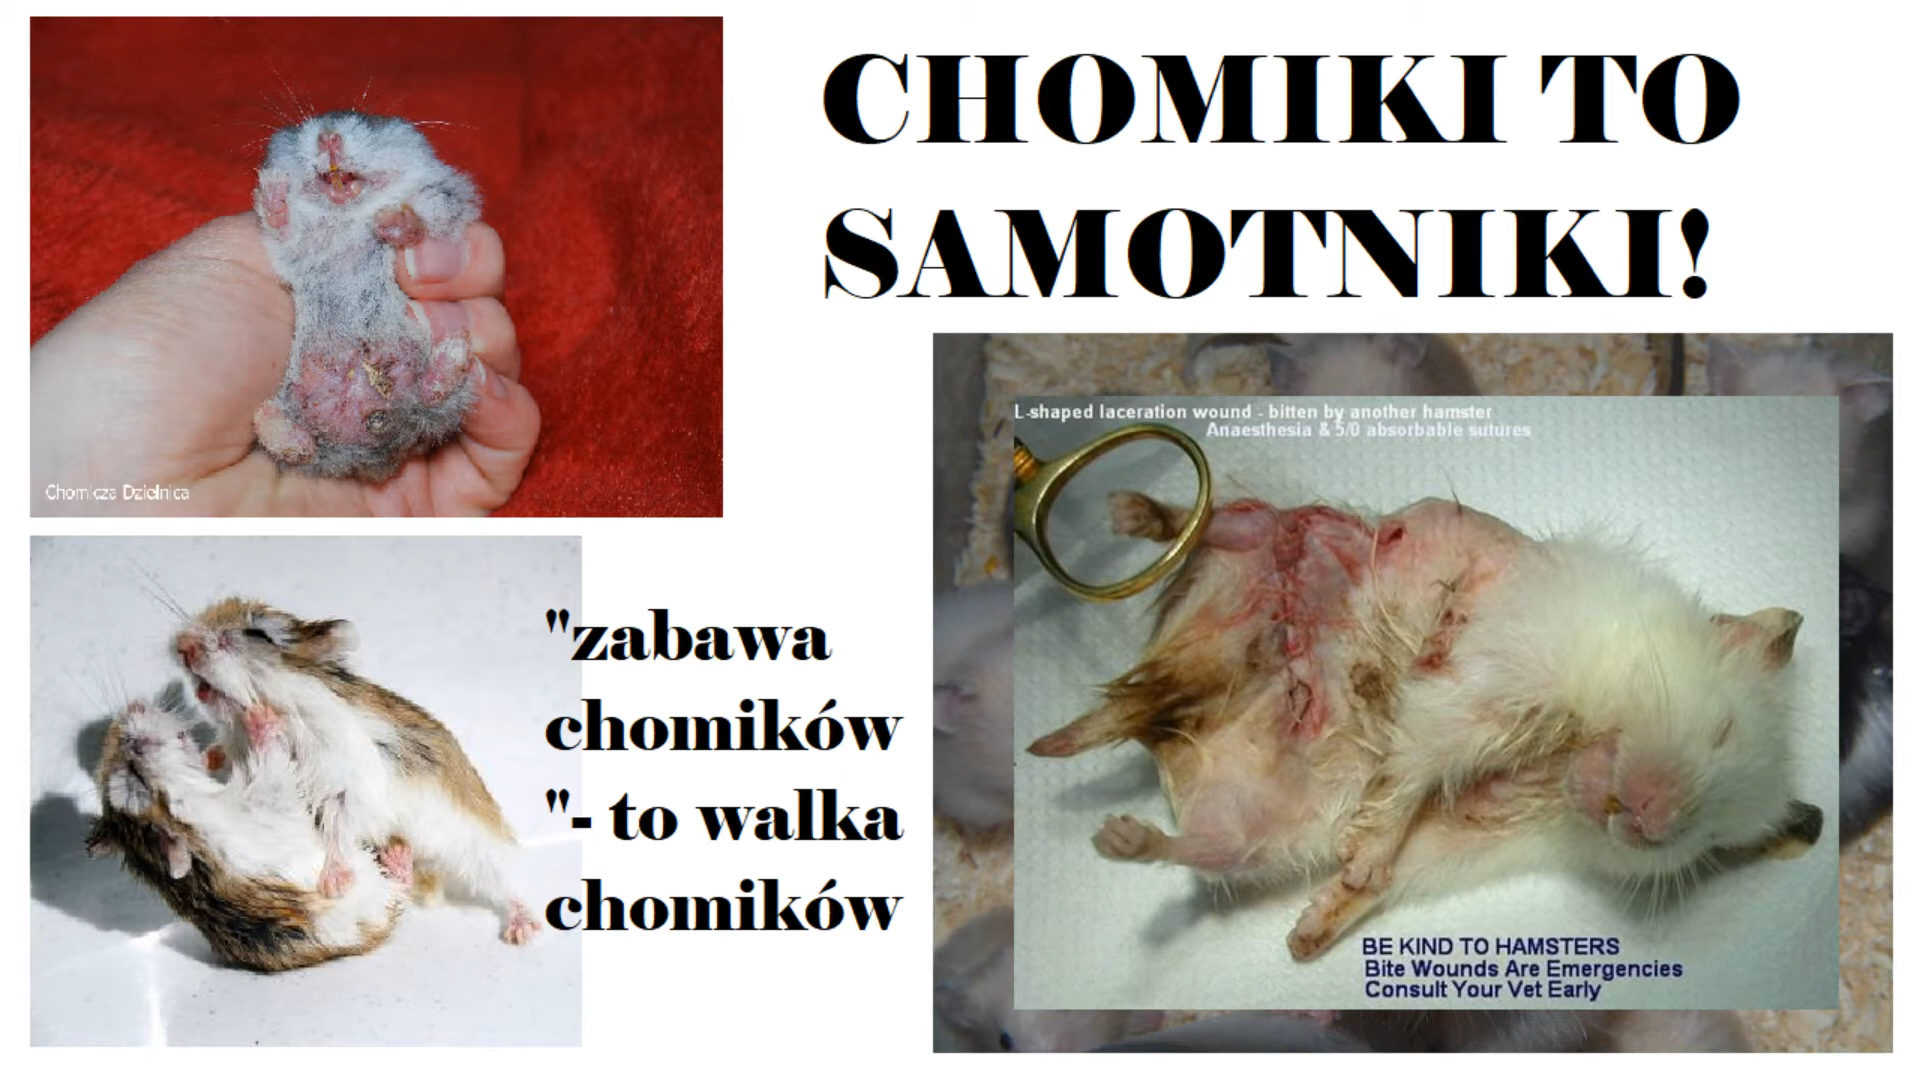 CHOMIKI TO
SAMOTNIKI!
Chomicza Dzielnica
L-shaped laceration wound - bitten by another hamster
Anaesthesia & 5/0 absorbable sutures
"zabawa
chomików
"- to walka
chomików
BE KIND TO HAMSTERS
Bite Wounds Are Emergencies
Consult Your Vet Early